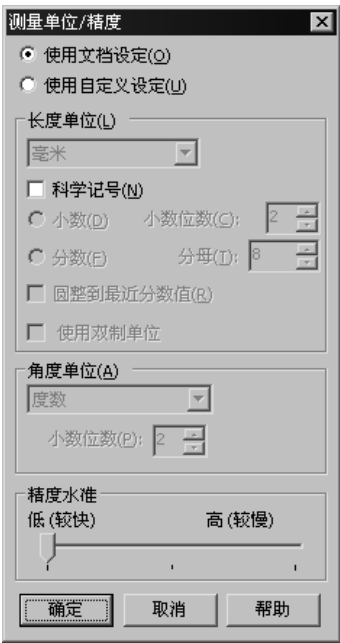 测量单位/精度
使用文档设定(O)
使用自定义设定(U)
长度单位(L)
毫米
科学记号(N)
小数(D) 小数位数(C): 2
分数(F) 分母(T): 8
圆整到最近分数值(R)
使用双制单位
角度单位(A)
度数
小数位数(P): 2
精度水准
低(较快) 高(较慢)
确定 取消 帮助